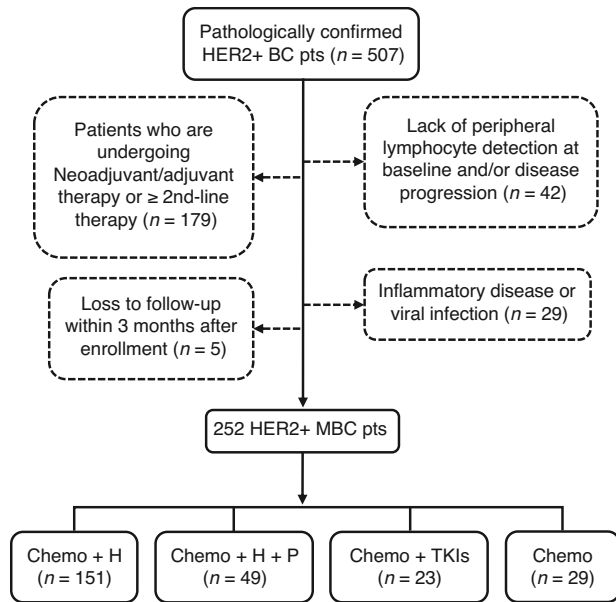 Pathologically confirmed
HER2+ BC pts (n = 507)
Patients who are
undergoing
Neoadjuvant/adjuvant
therapy or ≥ 2nd-line
therapy (n = 179)
Lack of peripheral
lymphocyte detection at
baseline and/or disease
progression (n = 42)
Loss to follow-up
within 3 months after
enrollment (n = 5)
Inflammatory disease or
viral infection (n = 29)
252 HER2+ MBC pts
Chemo + H
(n = 151)
Chemo + H + P
(n = 49)
Chemo + TKIs
(n = 23)
Chemo
(n = 29)